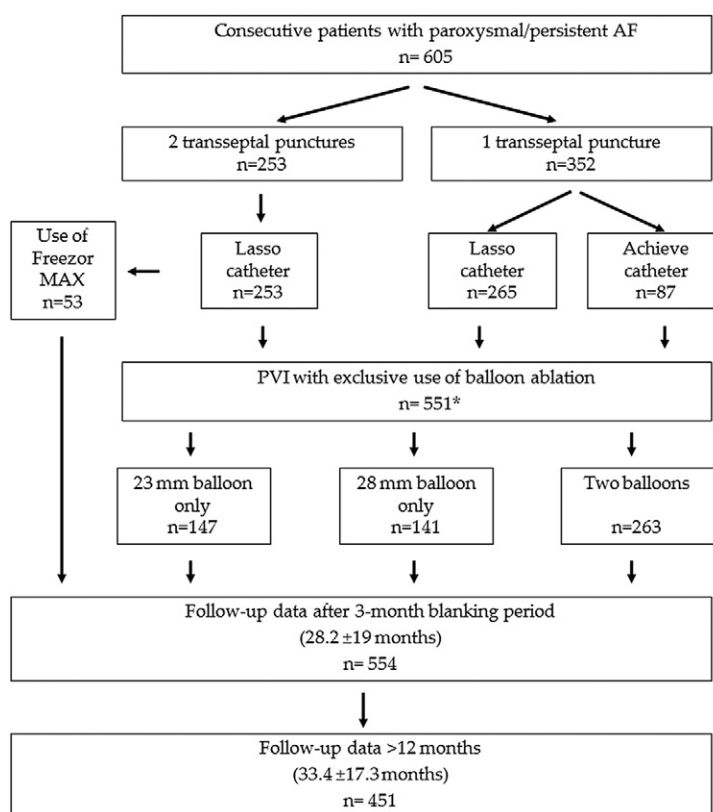 Consecutive patients with paroxysmal/persistent AF
n= 605
2 transseptal punctures
n=253
1 transseptal puncture
n=352
Use of
Freezor
MAX
n=53
Lasso
catheter
n=253
Lasso
catheter
n=265
Achieve
catheter
n=87
PVI with exclusive use of balloon ablation
n= 551*
23 mm balloon
only
n=147
28 mm balloon
only
n=141
Two balloons
n=263
Follow-up data after 3-month blanking period
(28.2 ±19 months)
n= 554
Follow-up data >12 months
(33.4 ±17.3 months)
n= 451